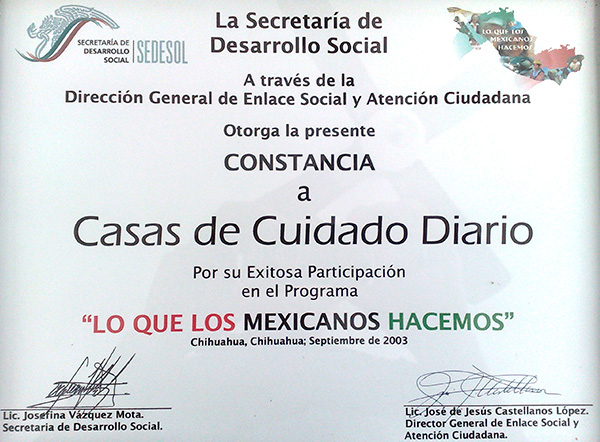 SECRETARÍA DE
DESARROLLO
SOCIAL
SEDESOL
La Secretaría de
Desarrollo Social
LO QUE LOS
MEXICANOS
HACEMOS
A través de la
Dirección General de Enlace Social y Atención Ciudadana
Otorga la presente
CONSTANCIA
a
Casas de Cuidado Diario
Por su Exitosa Participación
en el Programa
“LO QUE LOS MEXICANOS HACEMOS”
Chihuahua, Chihuahua; Septiembre de 2003
Lic. Josefina Vázquez Mota.
Secretaria de Desarrollo Social.
Lic. José de Jesús Castellanos López.
Director General de Enlace Social y
Atención Ciudadana.